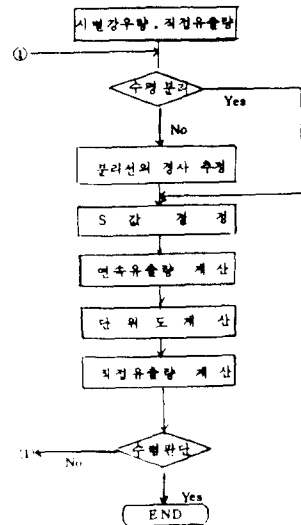 시별강우량, 직접유출량
①
수평분리
Yes
No
분리선의 경사 추정
S 값 결정
연속유출량 계산
단위도 계산
직접유출량 계산
수렴판단
(1)
No
Yes
END